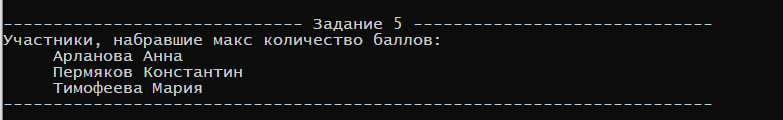 ------------------------------ Задание 5 ------------------------------
Участники, набравшие макс количество баллов:
Арланова Анна
Пермяков Константин
Тимофеева Мария
-----------------------------------------------------------------------